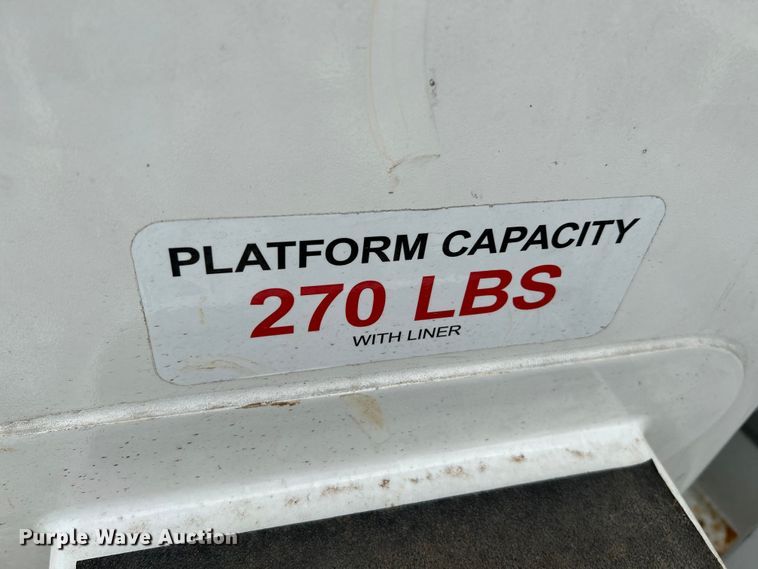 PLATFORM CAPACITY
270 LBS
WITH LINER
Purple Wave Auction